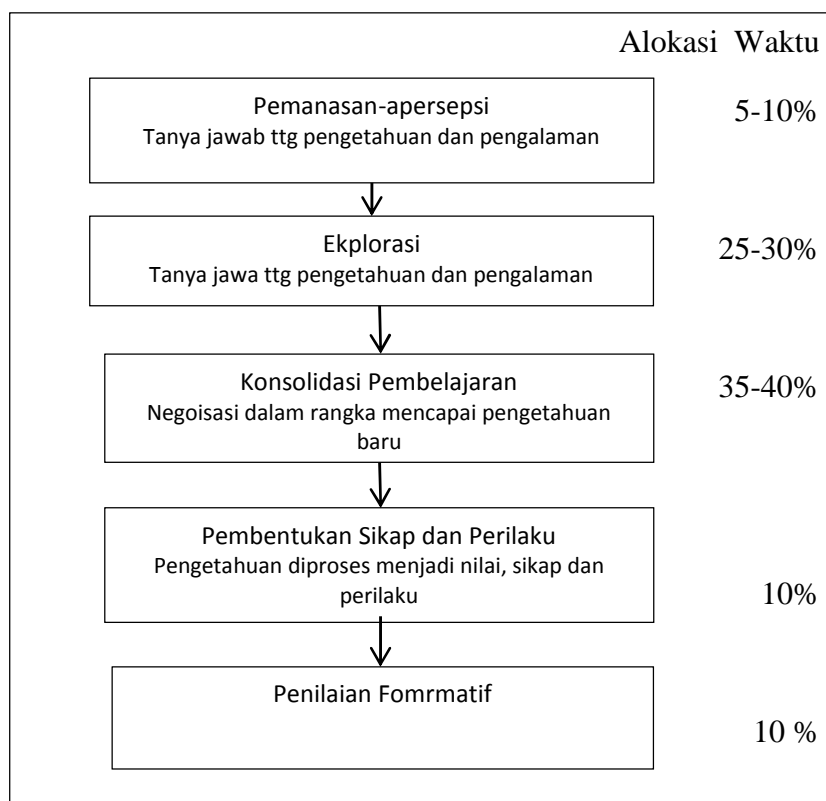 Alokasi Waktu
Pemanasan-apersepsi
Tanya jawab ttg pengetahuan dan pengalaman
5-10%
Ekplorasi
Tanya jawa ttg pengetahuan dan pengalaman
25-30%
Konsolidasi Pembelajaran
Negoisasi dalam rangka mencapai pengetahuan
baru
35-40%
Pembentukan Sikap dan Perilaku
Pengetahuan diproses menjadi nilai, sikap dan
perilaku
10%
Penilaian Fomrmatif
10 %